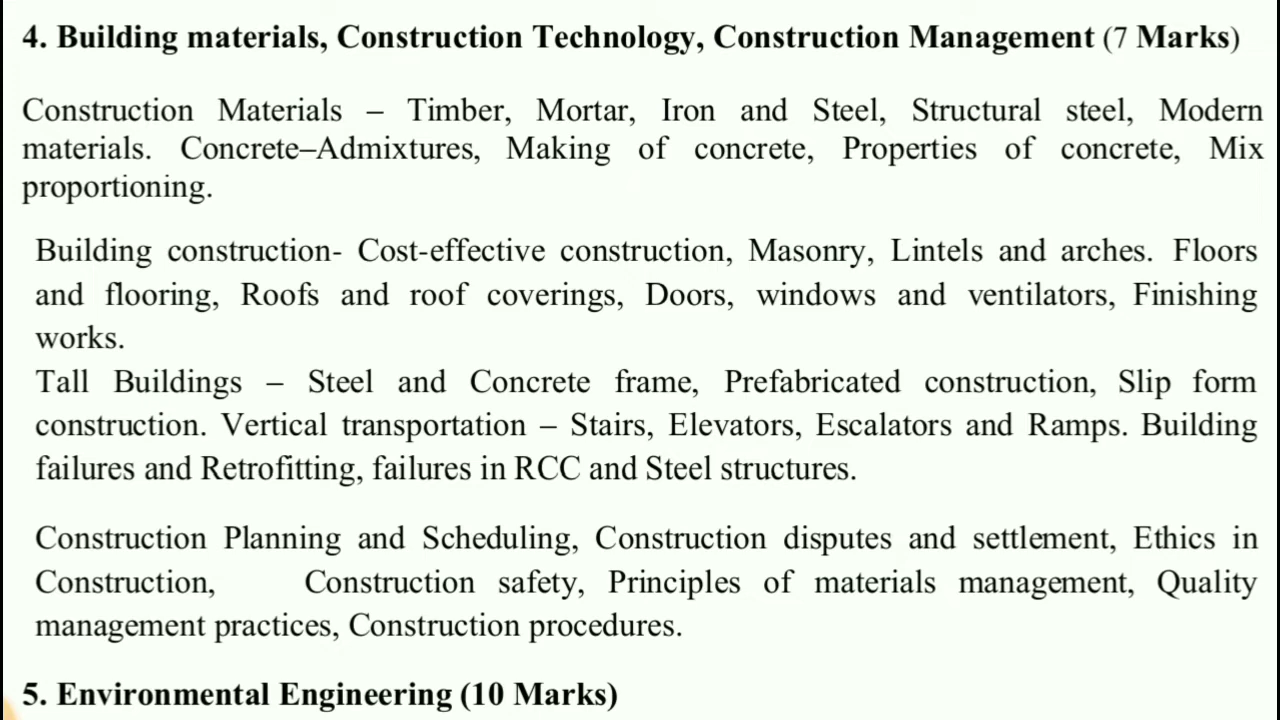 4. Building materials, Construction Technology, Construction Management (7 Marks)
Construction Materials – Timber, Mortar, Iron and Steel, Structural steel, Modern
materials. Concrete–Admixtures, Making of concrete, Properties of concrete, Mix
proportioning.
Building construction- Cost-effective construction, Masonry, Lintels and arches. Floors
and flooring, Roofs and roof coverings, Doors, windows and ventilators, Finishing
works.
Tall Buildings – Steel and Concrete frame, Prefabricated construction, Slip form
construction. Vertical transportation – Stairs, Elevators, Escalators and Ramps. Building
failures and Retrofitting, failures in RCC and Steel structures.
Construction Planning and Scheduling, Construction disputes and settlement, Ethics in
Construction, Construction safety, Principles of materials management, Quality
management practices, Construction procedures.
5. Environmental Engineering (10 Marks)